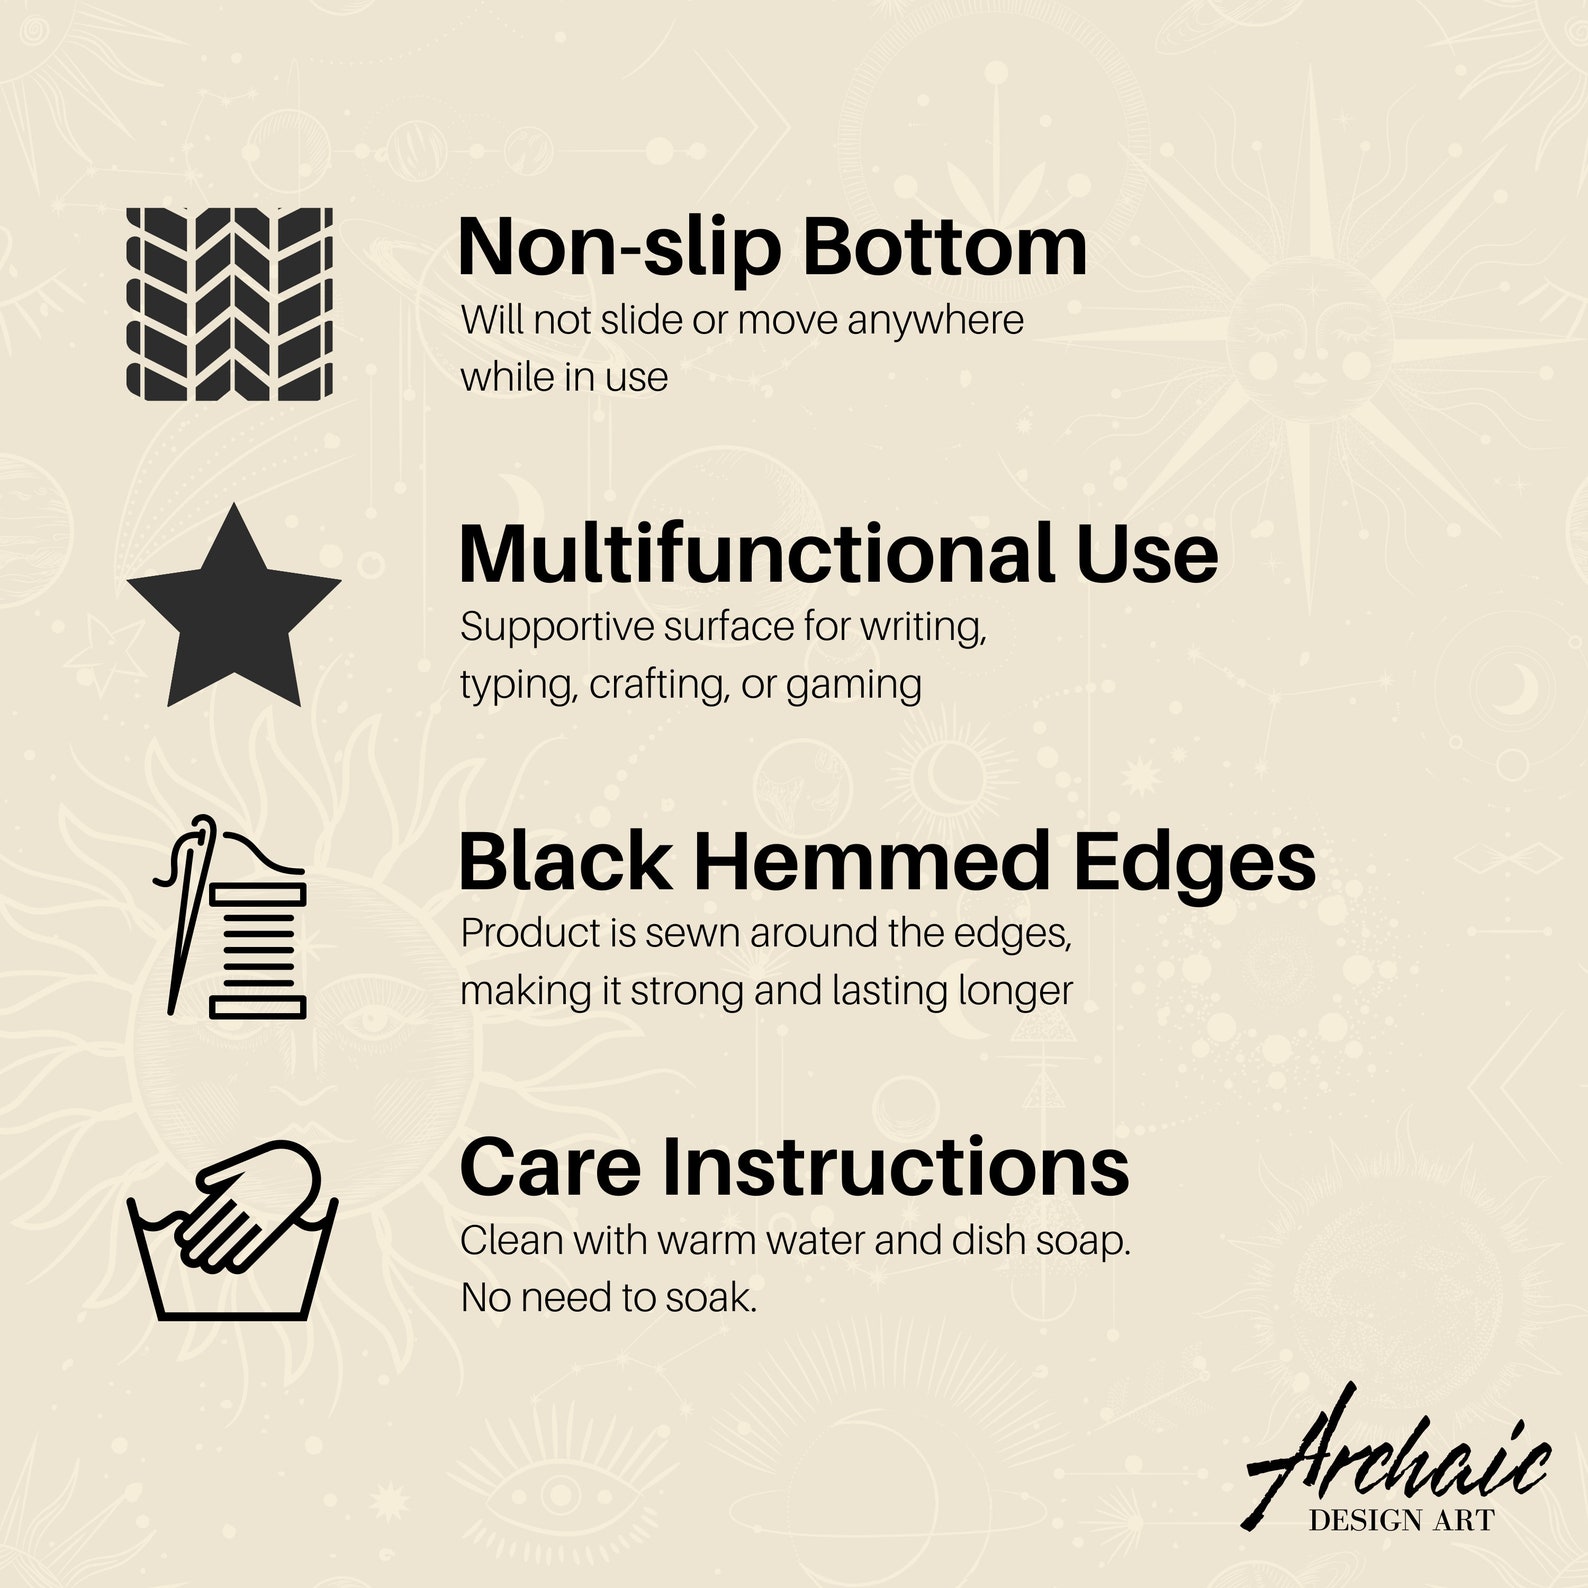 Non-slip Bottom
Will not slide or move anywhere
while in use
Multifunctional Use
Supportive surface for writing,
typing, crafting, or gaming
Black Hemmed Edges
Product is sewn around the edges,
making it strong and lasting longer
Care Instructions
Clean with warm water and dish soap.
No need to soak.
Archaic
DESIGN ART